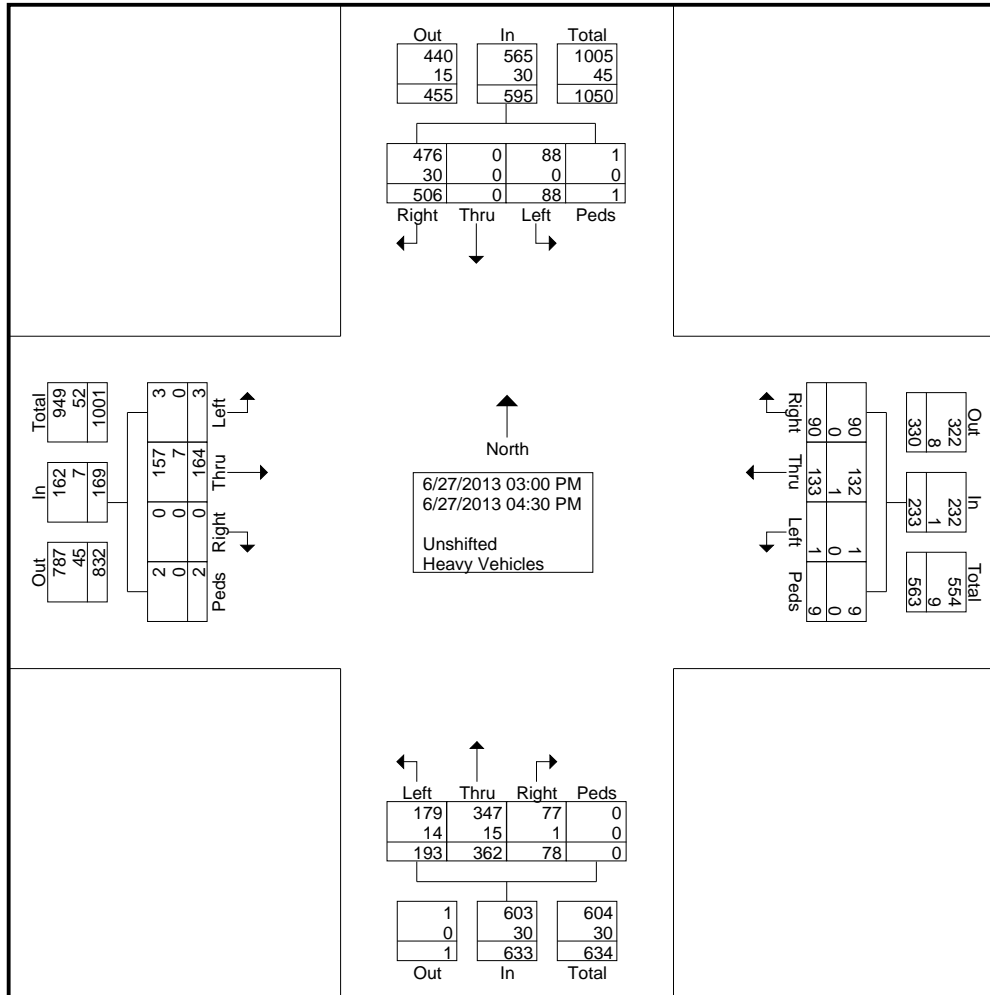 Out In Total
440 565 1005
15 30 45
455 595 1050
476 0 88 1
30 0 0 0
506 0 88 1
Right Thru Left Peds
Total 949 52 1001
In 162 7 169
Out 787 45 832
3 0 3 Left
157 7 164 Thru
0 0 0 Right
2 0 2 Peds
North
6/27/2013 03:00 PM
6/27/2013 04:30 PM
Unshifted
Heavy Vehicles
Right 90 0 90
Thru 132 1 133
Left 1 0 1
Peds 9 0 9
Out 322 8 330
In 232 1 233
Total 554 9 563
Left Thru Right Peds
179 347 77 0
14 15 1 0
193 362 78 0
1 603 604
0 30 30
1 633 634
Out In Total